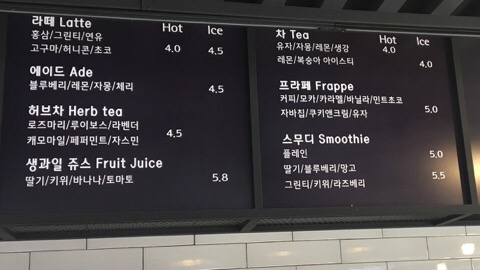 라떼 Latte Hot Ice
홍삼/그린티/연유
고구마/허니콘/초코 4.0 4.5
에이드 Ade
블루베리/레몬/자몽/체리 4.5
허브차 Herb tea
로즈마리/루이보스/라벤더
캐모마일/페퍼민트/자스민 4.5
생과일 쥬스 Fruit Juice
딸기/키위/바나나/토마토 5.8
차 Tea Hot Ice
유자/자몽/레몬/생강
레몬/복숭아 아이스티 4.0 4.0
프라페 Frappe
커피/모카/카라멜/바닐라/민트초코
자바칩/쿠키앤크림/유자 5.0
스무디 Smoothie
플레인 5.0
딸기/블루베리/망고
그린티/키위/라즈베리 5.5